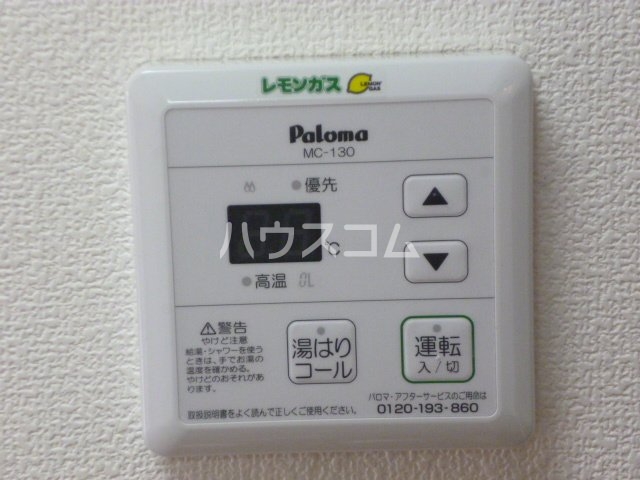 レモンガス LEMON GAS
Paloma
MC-130
優先
℃
高温
ハウスコム
⚠警告
やけど注意
給湯・シャワーを使う
ときは、手でお湯の
温度を確かめる。
やけどのおそれがあ
ります。
湯はり
コール
運転
入/切
パロマ・アフターサービスのご用命は
0120-193-860
取扱説明書をよく読んで正しくご使用ください。